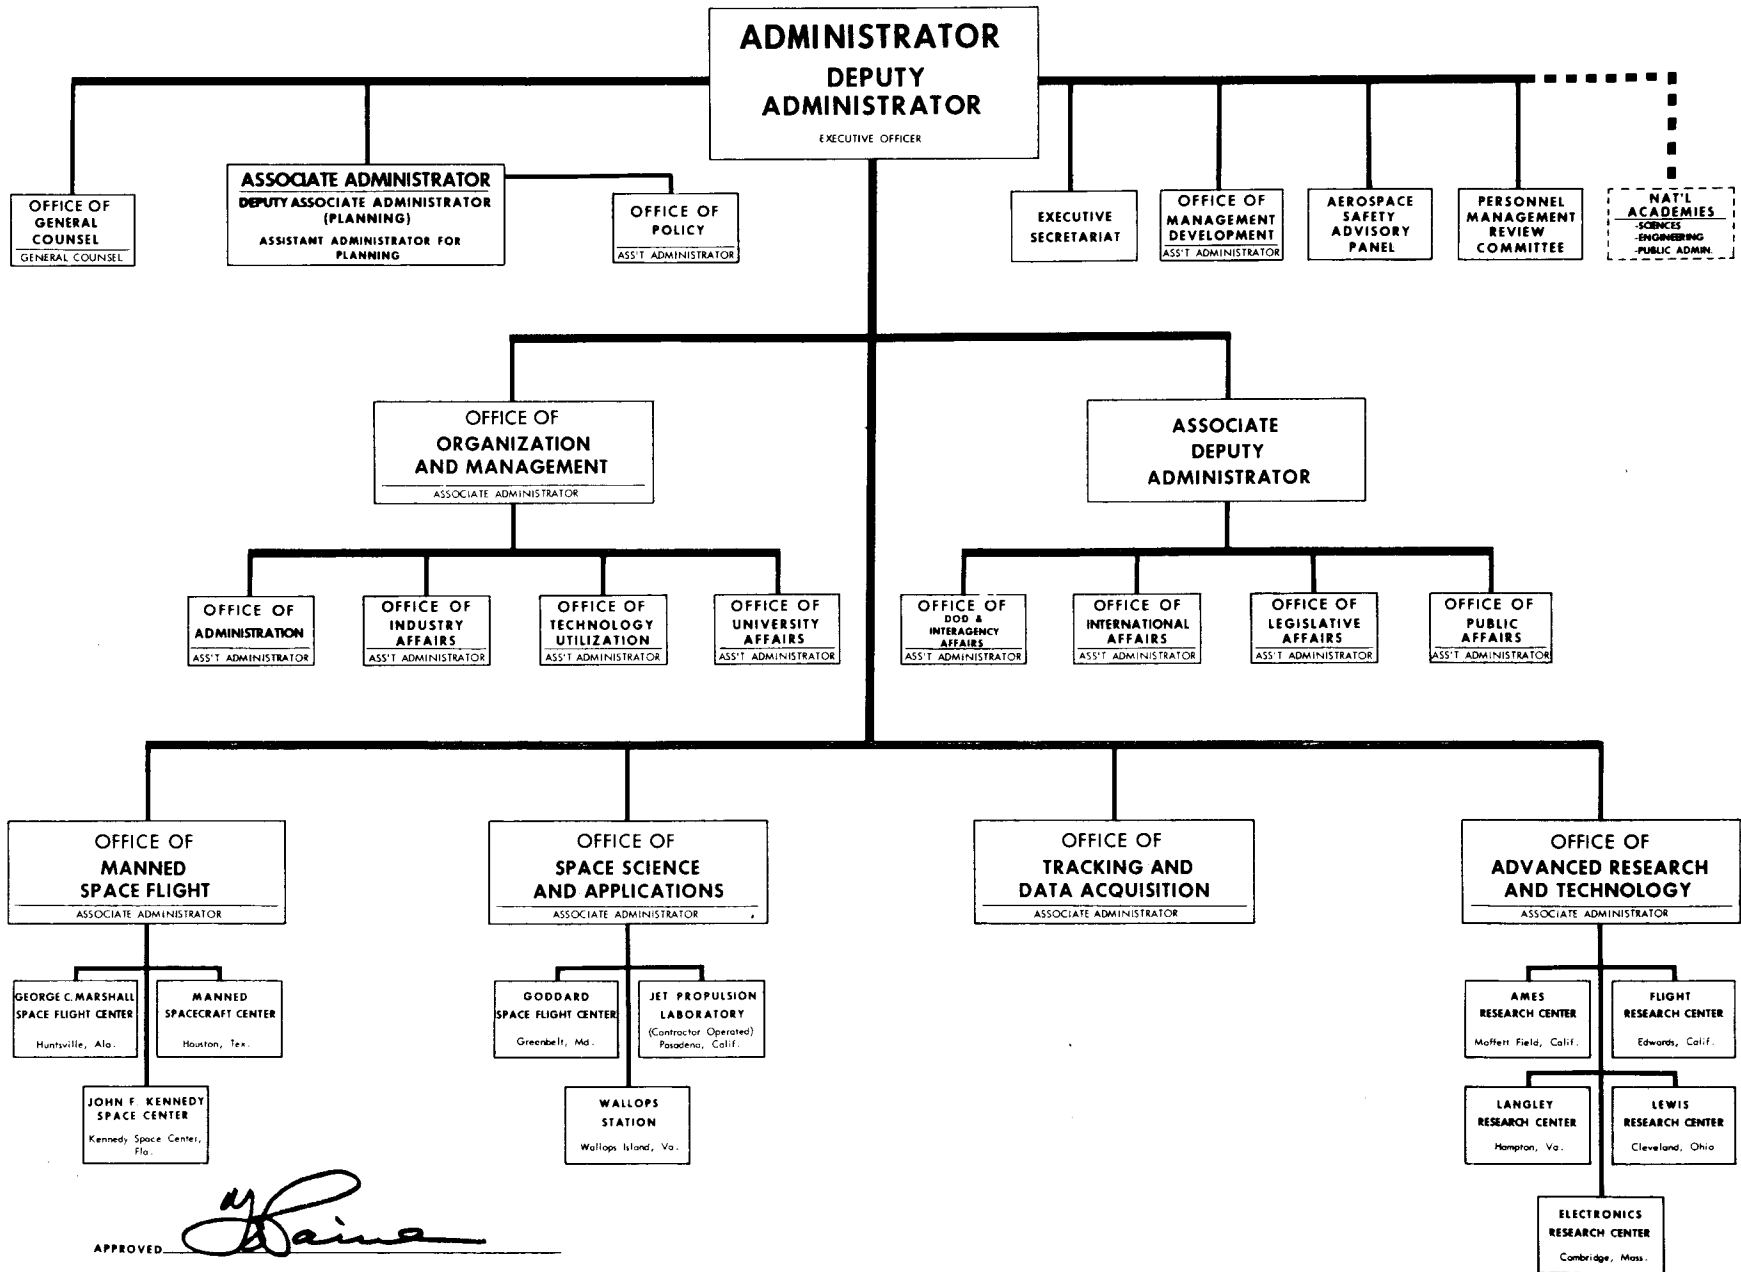 ADMINISTRATOR
DEPUTY
ADMINISTRATOR
EXECUTIVE OFFICER
OFFICE OF
GENERAL
COUNSEL
GENERAL COUNSEL
ASSOCIATE ADMINISTRATOR
DEPUTY ASSOCIATE ADMINISTRATOR
(PLANNING)
ASSISTANT ADMINISTRATOR FOR
PLANNING
OFFICE OF
POLICY
ASS'T ADMINISTRATOR
EXECUTIVE
SECRETARIAT
OFFICE OF
MANAGEMENT
DEVELOPMENT
ASS'T ADMINISTRATOR
AEROSPACE
SAFETY
ADVISORY
PANEL
PERSONNEL
MANAGEMENT
REVIEW
COMMITTEE
NAT'L
ACADEMIES
-SCIENCES
-ENGINEERING
-PUBLIC ADMIN.
OFFICE OF
ORGANIZATION
AND MANAGEMENT
ASSOCIATE ADMINISTRATOR
ASSOCIATE
DEPUTY
ADMINISTRATOR
OFFICE OF
ADMINISTRATION
ASS'T ADMINISTRATOR
OFFICE OF
INDUSTRY
AFFAIRS
ASS'T ADMINISTRATOR
OFFICE OF
TECHNOLOGY
UTILIZATION
ASS'T ADMINISTRATOR
OFFICE OF
UNIVERSITY
AFFAIRS
ASS'T ADMINISTRATOR
OFFICE OF
DOD &
INTERAGENCY
AFFAIRS
ASS'T ADMINISTRATOR
OFFICE OF
INTERNATIONAL
AFFAIRS
ASS'T ADMINISTRATOR
OFFICE OF
LEGISLATIVE
AFFAIRS
ASS'T ADMINISTRATOR
OFFICE OF
PUBLIC
AFFAIRS
ASS'T ADMINISTRATOR
OFFICE OF
MANNED
SPACE FLIGHT
ASSOCIATE ADMINISTRATOR
OFFICE OF
SPACE SCIENCE
AND APPLICATIONS
ASSOCIATE ADMINISTRATOR
OFFICE OF
TRACKING AND
DATA ACQUISITION
ASSOCIATE ADMINISTRATOR
OFFICE OF
ADVANCED RESEARCH
AND TECHNOLOGY
ASSOCIATE ADMINISTRATOR
GEORGE C. MARSHALL
SPACE FLIGHT CENTER
Huntsville, Ala.
MANNED
SPACECRAFT CENTER
Houston, Tex.
JOHN F. KENNEDY
SPACE CENTER
Kennedy Space Center,
Fla.
GODDARD
SPACE FLIGHT CENTER
Greenbelt, Md.
JET PROPULSION
LABORATORY
(Contractor Operated)
Pasadena, Calif.
WALLOPS
STATION
Wallops Island, Va.
AMES
RESEARCH CENTER
Moffett Field, Calif.
FLIGHT
RESEARCH CENTER
Edwards, Calif.
LANGLEY
RESEARCH CENTER
Hampton, Va.
LEWIS
RESEARCH CENTER
Cleveland, Ohio
ELECTRONICS
RESEARCH CENTER
Cambridge, Mass.
APPROVED Paine